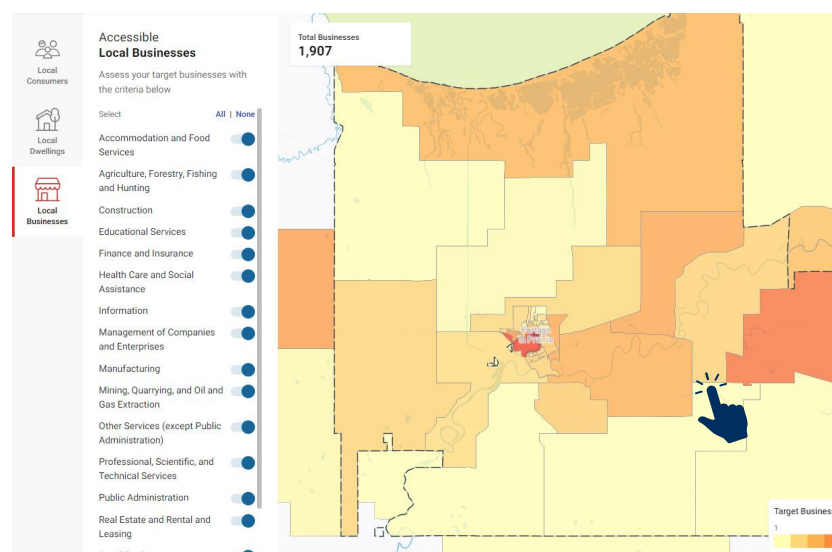 Local
Consumers
Local
Dwellings
Local
Businesses
Accessible
Local Businesses
Assess your target businesses with
the criteria below
Select All | None
Accommodation and Food
Services
Agriculture, Forestry, Fishing
and Hunting
Construction
Educational Services
Finance and Insurance
Health Care and Social
Assistance
Information
Management of Companies
and Enterprises
Manufacturing
Mining, Quarrying, and Oil and
Gas Extraction
Other Services (except Public
Administration)
Professional, Scientific, and
Technical Services
Public Administration
Real Estate and Rental and
Leasing
Total Businesses
1,907
Target Busines
1